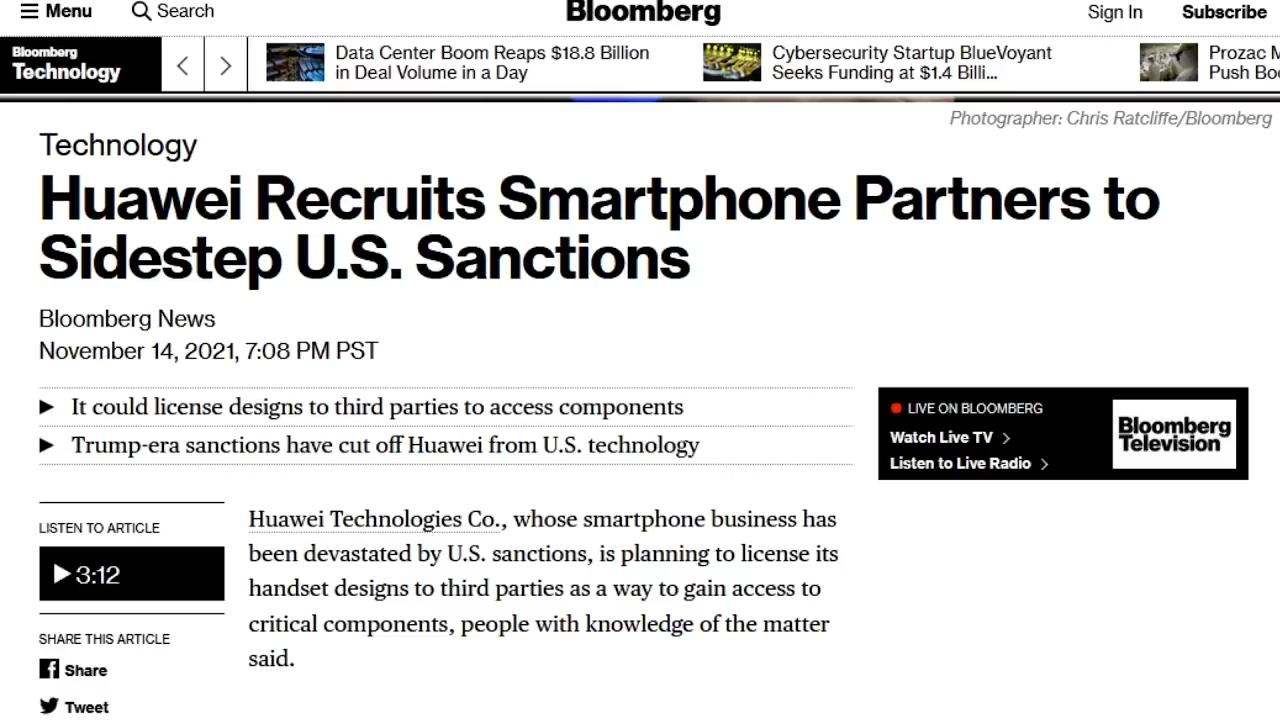 Menu
Search
Bloomberg
Sign In
Subscribe
Bloomberg
Technology
Data Center Boom Reaps $18.8 Billion
in Deal Volume in a Day
Cybersecurity Startup BlueVoyant
Seeks Funding at $1.4 Billi...
Prozac M
Push Boo
Photographer: Chris Ratcliffe/Bloomberg
Technology
Huawei Recruits Smartphone Partners to
Sidestep U.S. Sanctions
Bloomberg News
November 14, 2021, 7:08 PM PST
► It could license designs to third parties to access components
► Trump-era sanctions have cut off Huawei from U.S. technology
LIVE ON BLOOMBERG
Watch Live TV >
Listen to Live Radio >
Bloomberg
Television
LISTEN TO ARTICLE
3:12
SHARE THIS ARTICLE
Share
Tweet
Huawei Technologies Co., whose smartphone business has
been devastated by U.S. sanctions, is planning to license its
handset designs to third parties as a way to gain access to
critical components, people with knowledge of the matter
said.